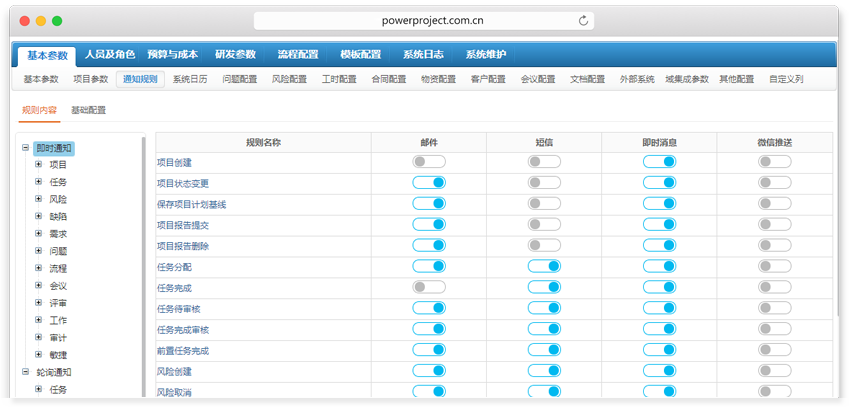 powerproject.com.cn
基本参数 人员及角色 预算与成本 研发参数 流程配置 模板配置 系统日志 系统维护
基本参数 项目参数 通知规则 系统日历 问题配置 风险配置 工时配置 合同配置 物资配置 客户配置 会议配置 文档配置 外部系统 域集成参数 其他配置 自定义列
规则内容 基础配置
即时通知
项目
任务
风险
缺陷
需求
问题
流程
会议
评审
工作
审计
敏捷
轮询通知
任务
规则名称 邮件 短信 即时消息 微信推送
项目创建
项目状态变更
保存项目计划基线
项目报告提交
项目报告删除
任务分配
任务完成
任务待审核
任务完成审核
前置任务完成
风险创建
风险取消